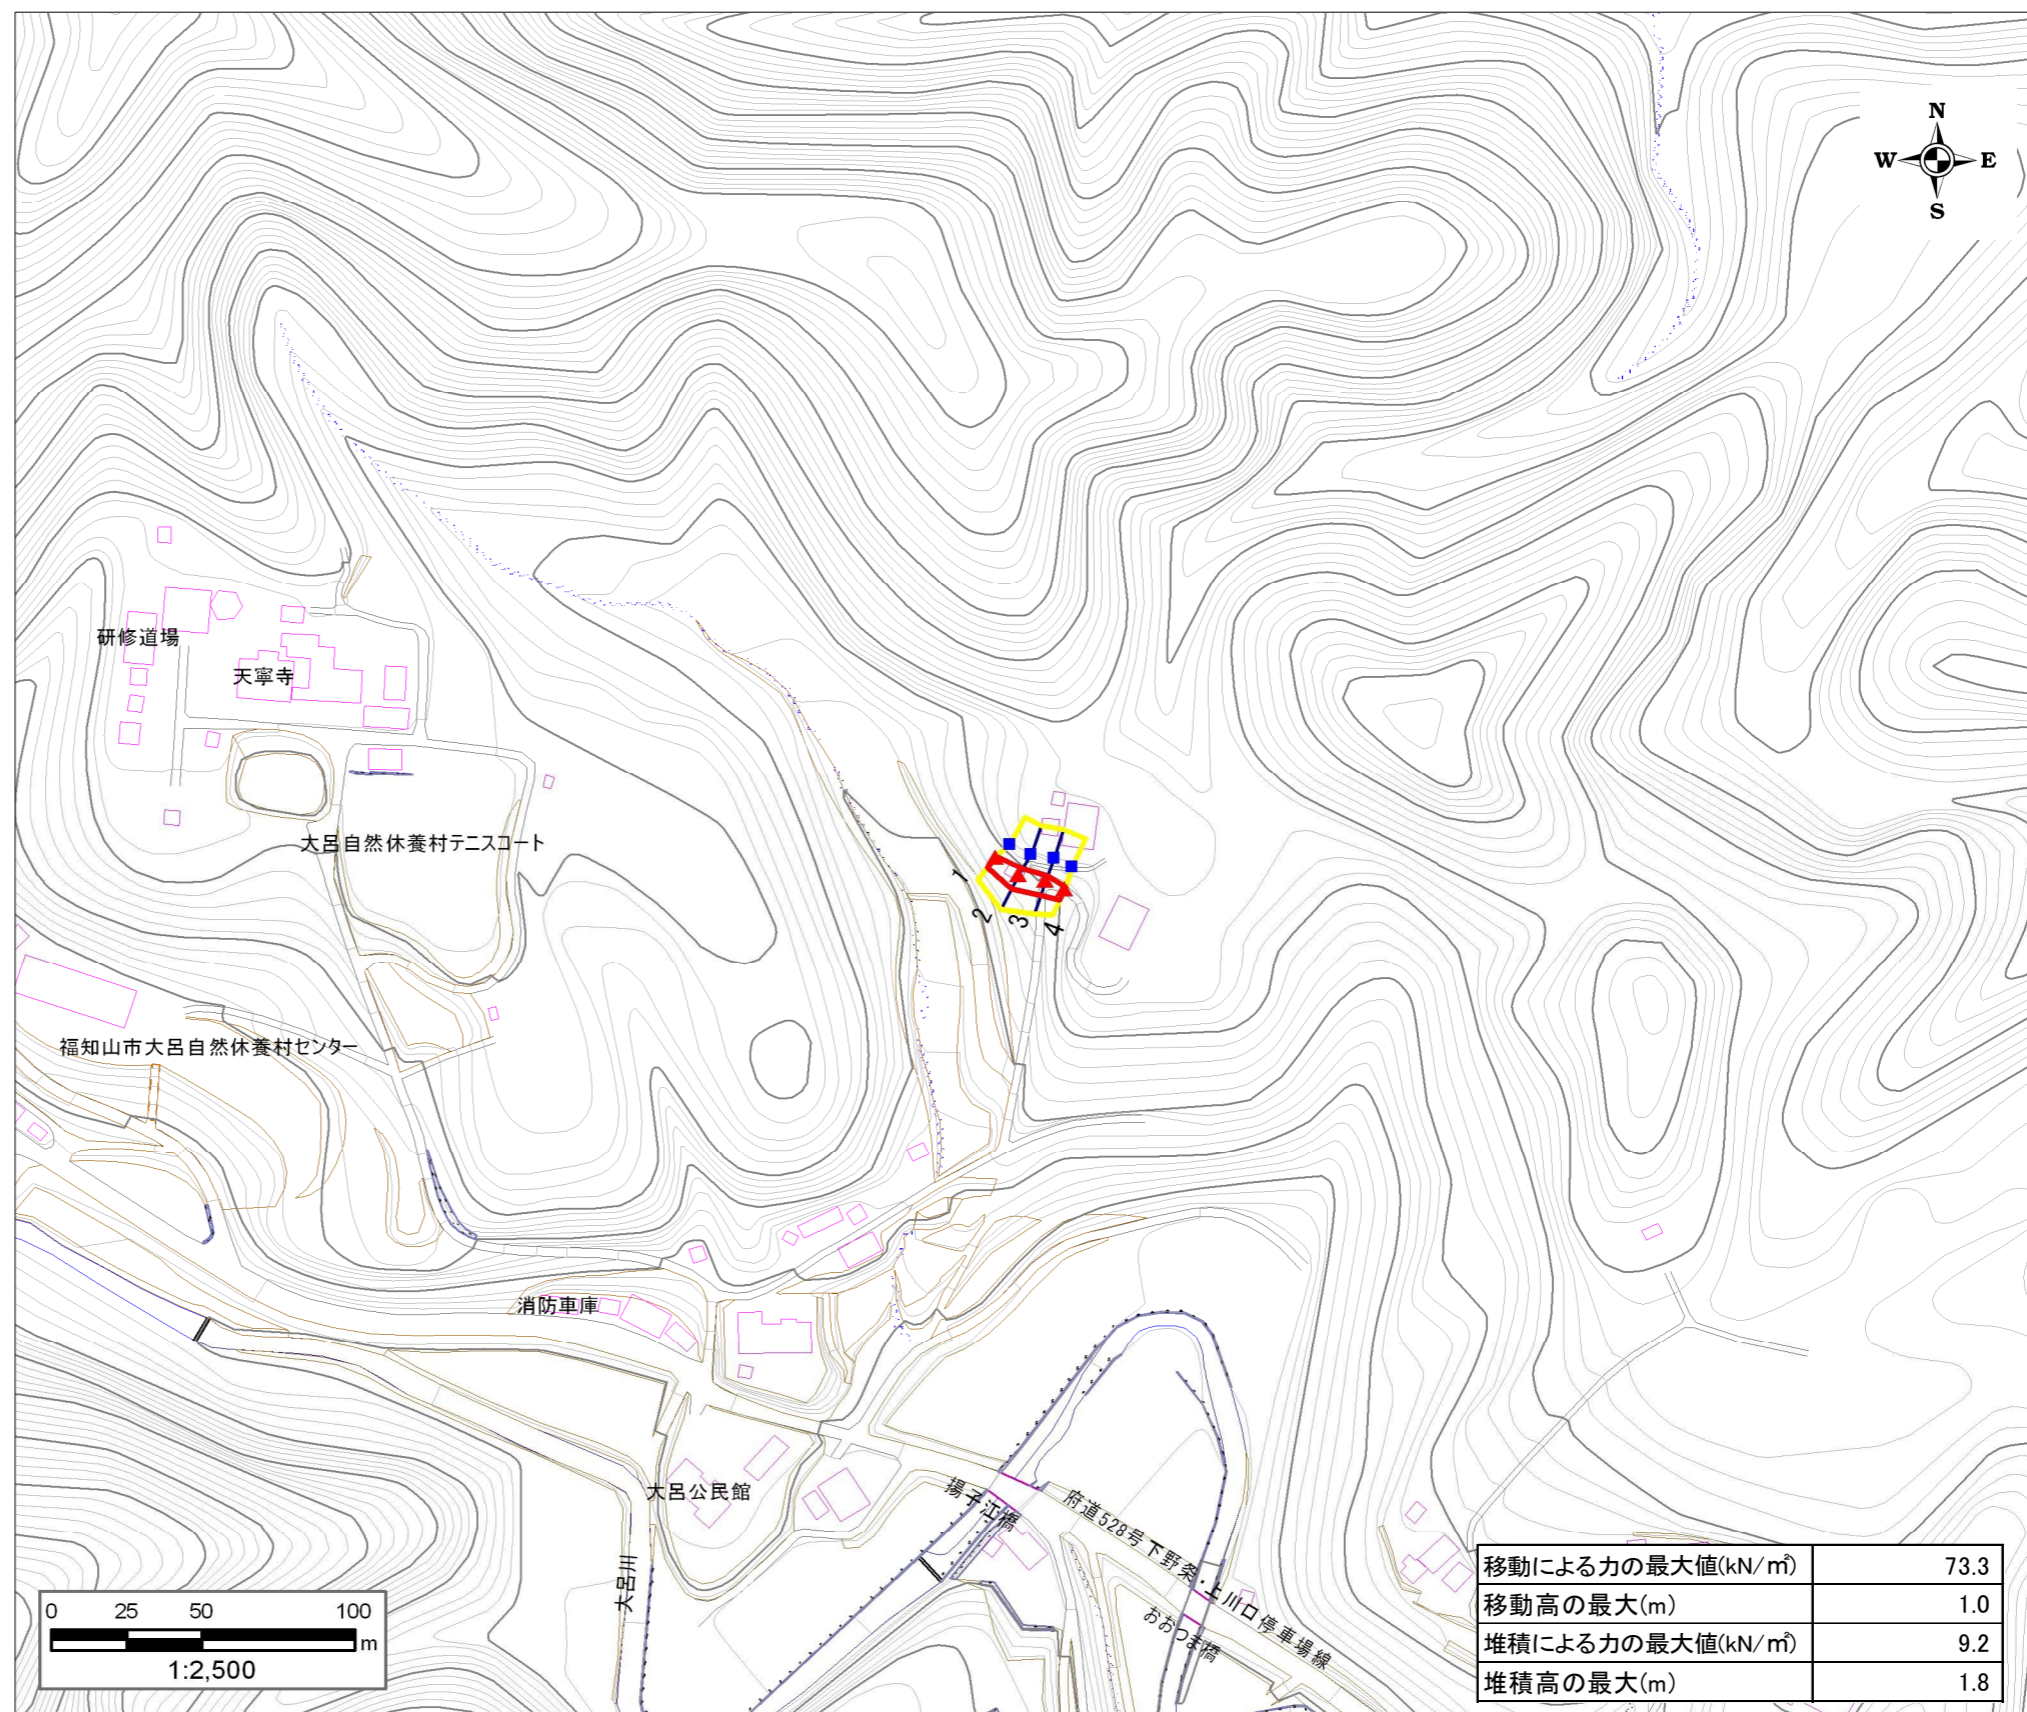 N
W E
S
研修道場
天寧寺
大呂自然休養村テニスコート
1
2
3
4
福知山市大呂自然休養村センター
消防車庫
大呂公民館
揚子江橋
府道528号下野条・上川口停車場線
大呂川
おおつま橋
0 25 50 100
m
1:2,500
移動による力の最大値(kN/㎡) 73.3
移動高の最大(m) 1.0
堆積による力の最大値(kN/㎡) 9.2
堆積高の最大(m) 1.8